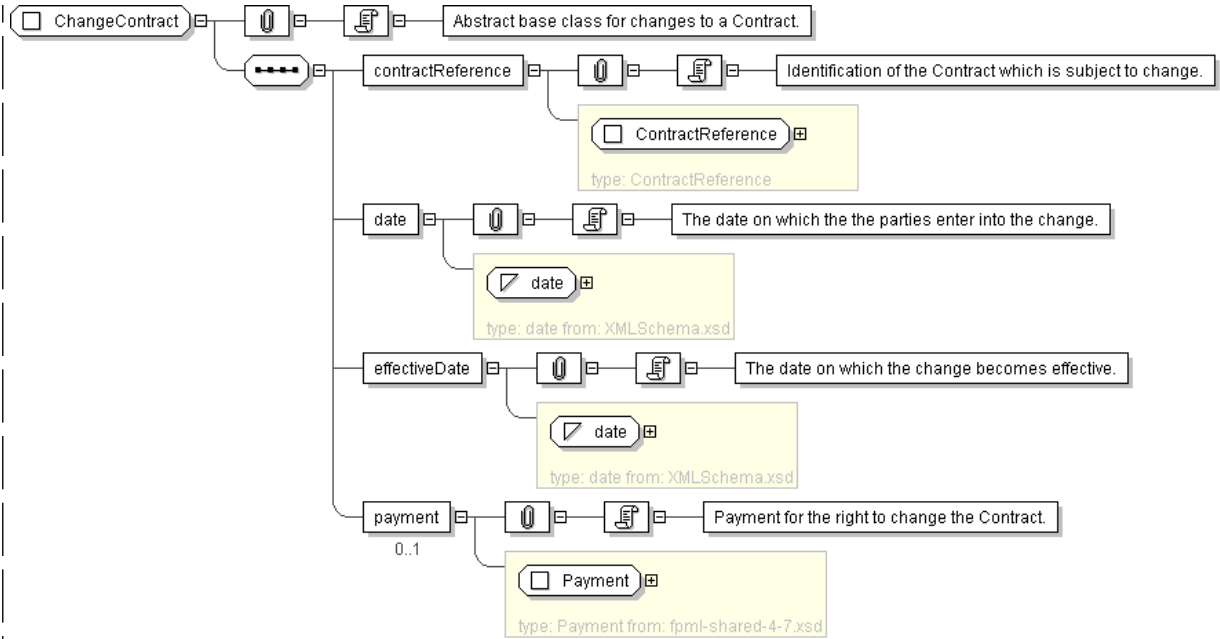 ChangeContract
Abstract base class for changes to a Contract.
contractReference
Identification of the Contract which is subject to change.
ContractReference
type: ContractReference
date
The date on which the the parties enter into the change.
date
type: date from: XMLSchema.xsd
effectiveDate
The date on which the change becomes effective.
date
type: date from: XMLSchema.xsd
payment
Payment for the right to change the Contract.
0..1
Payment
type: Payment from: fpml-shared-4-7.xsd